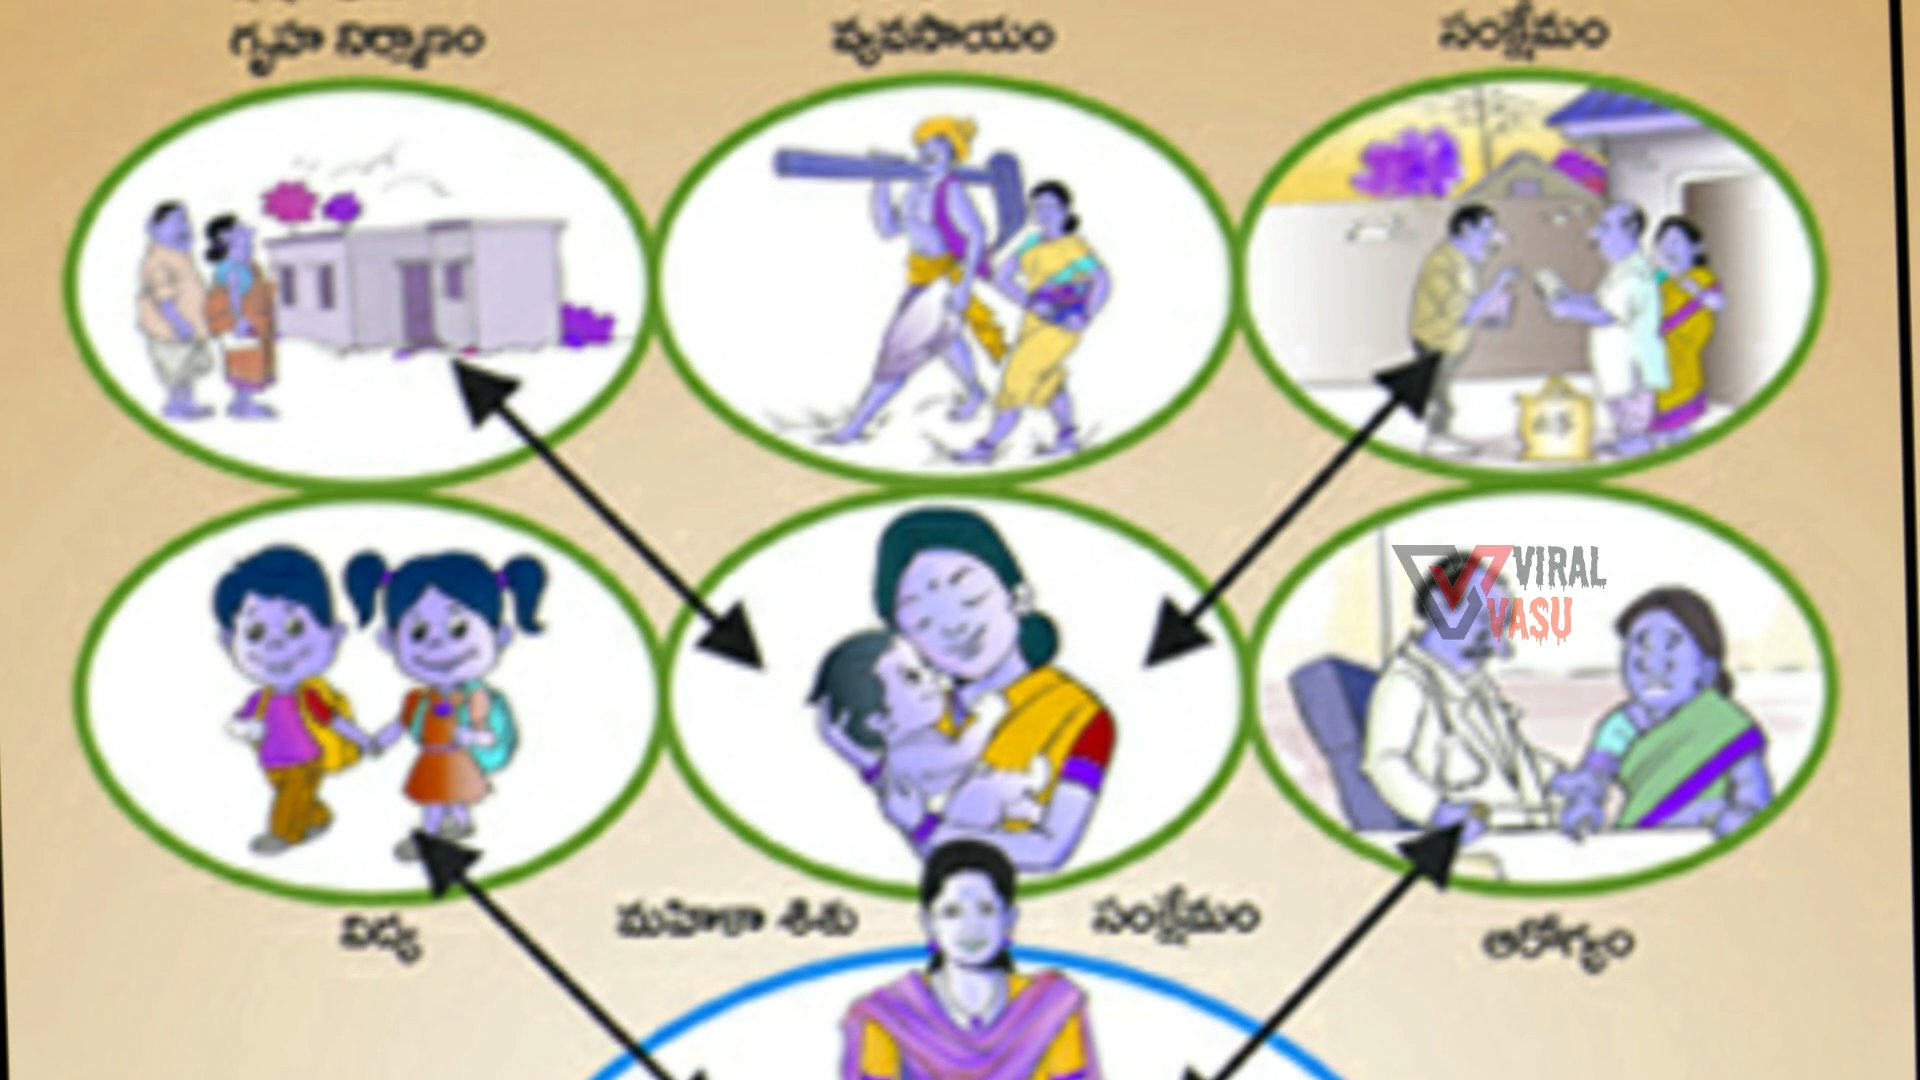 గృహ నిర్మాణం
వ్యవసాయం
సంక్షేమం
VIRAL
VASU
విద్య
మహిళా శిశు
సంక్షేమం
ఆరోగ్యం